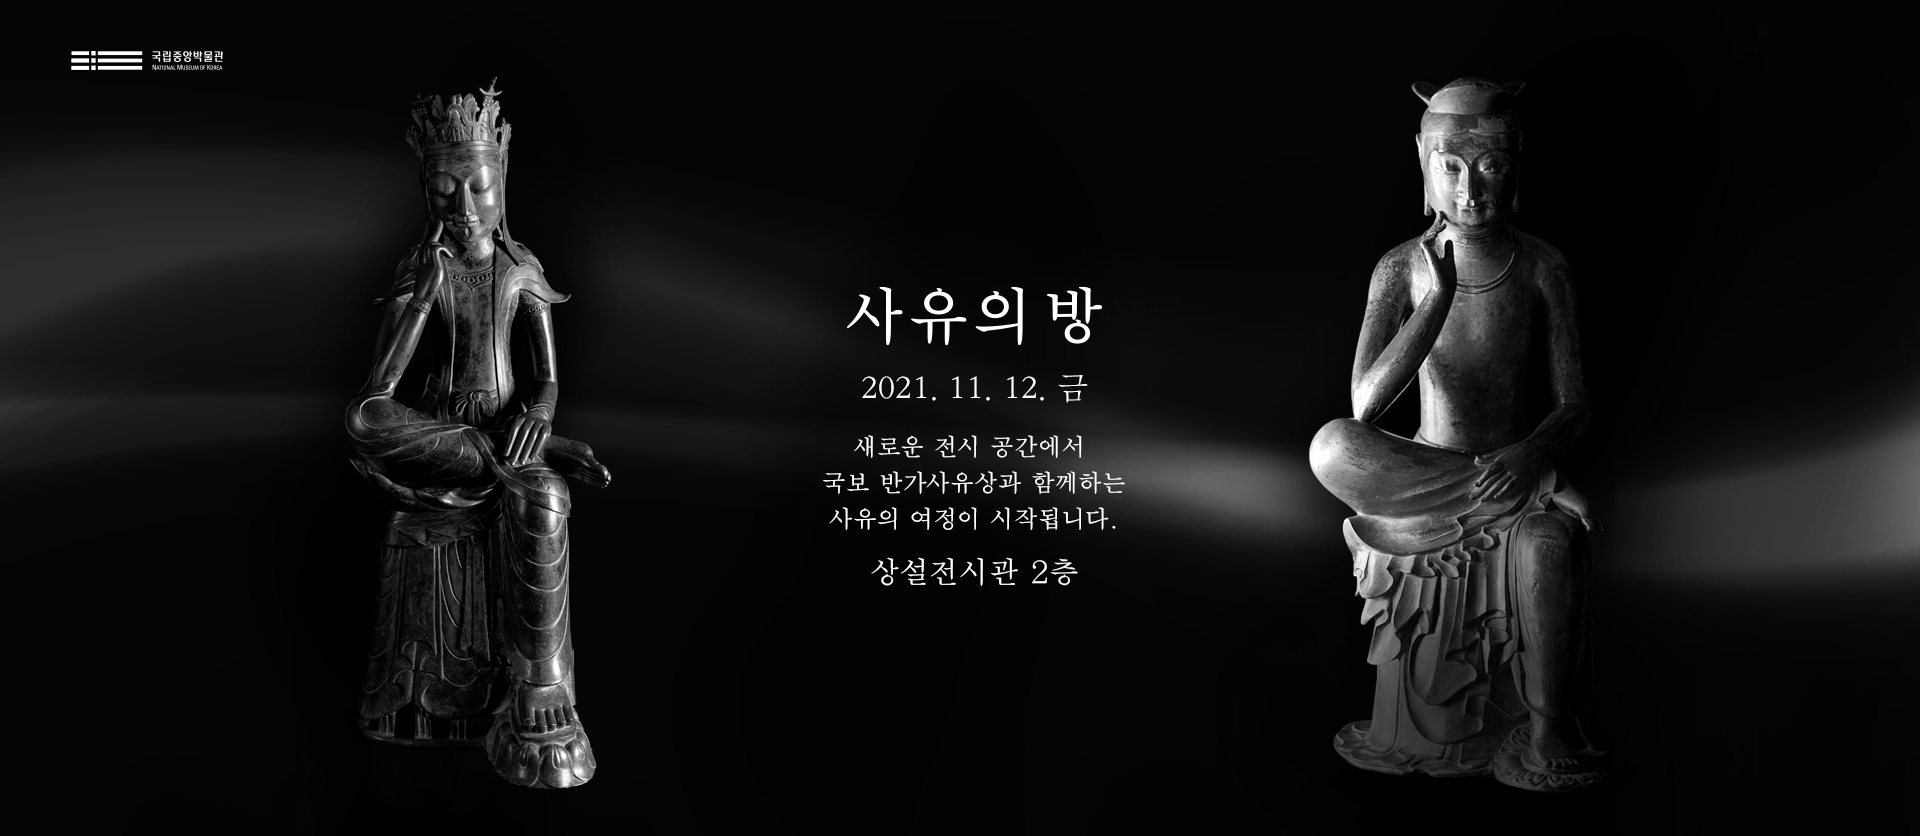 국립중앙박물관
NATIONAL MUSEUM OF KOREA
사유의 방
2021. 11. 12. 금
새로운 전시 공간에서
국보 반가사유상과 함께하는
사유의 여정이 시작됩니다.
상설전시관 2층